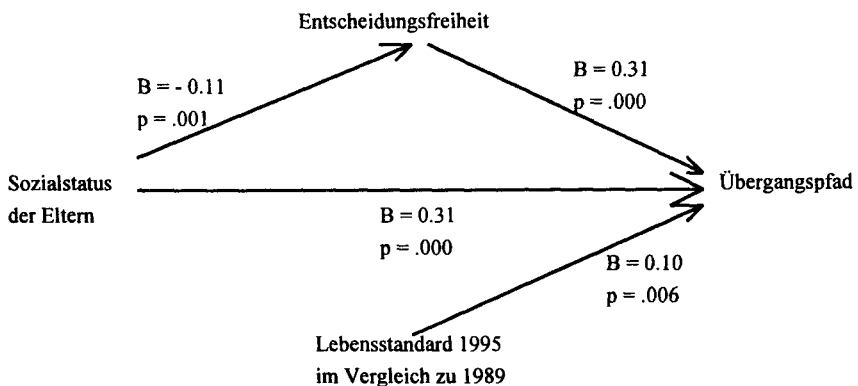 Entscheidungsfreiheit
B = - 0.11
p = .001
B = 0.31
p = .000
Sozialstatus
der Eltern
Übergangspfad
B = 0.31
p = .000
B = 0.10
p = .006
Lebensstandard 1995
im Vergleich zu 1989